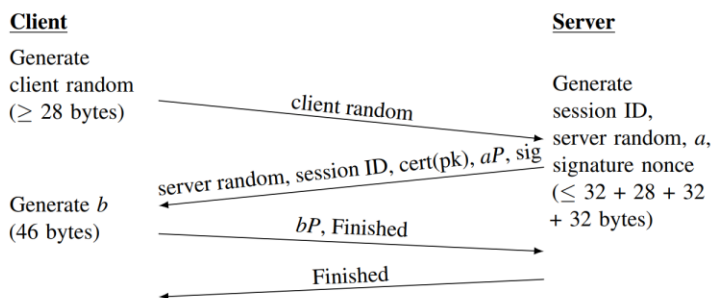 Client
Server
Generate
client random
(≥ 28 bytes)
client random
Generate
session ID,
server random, a,
signature nonce
(≤ 32 + 28 + 32
+ 32 bytes)
server random, session ID, cert(pk), aP, sig
Generate b
(46 bytes)
bP, Finished
Finished